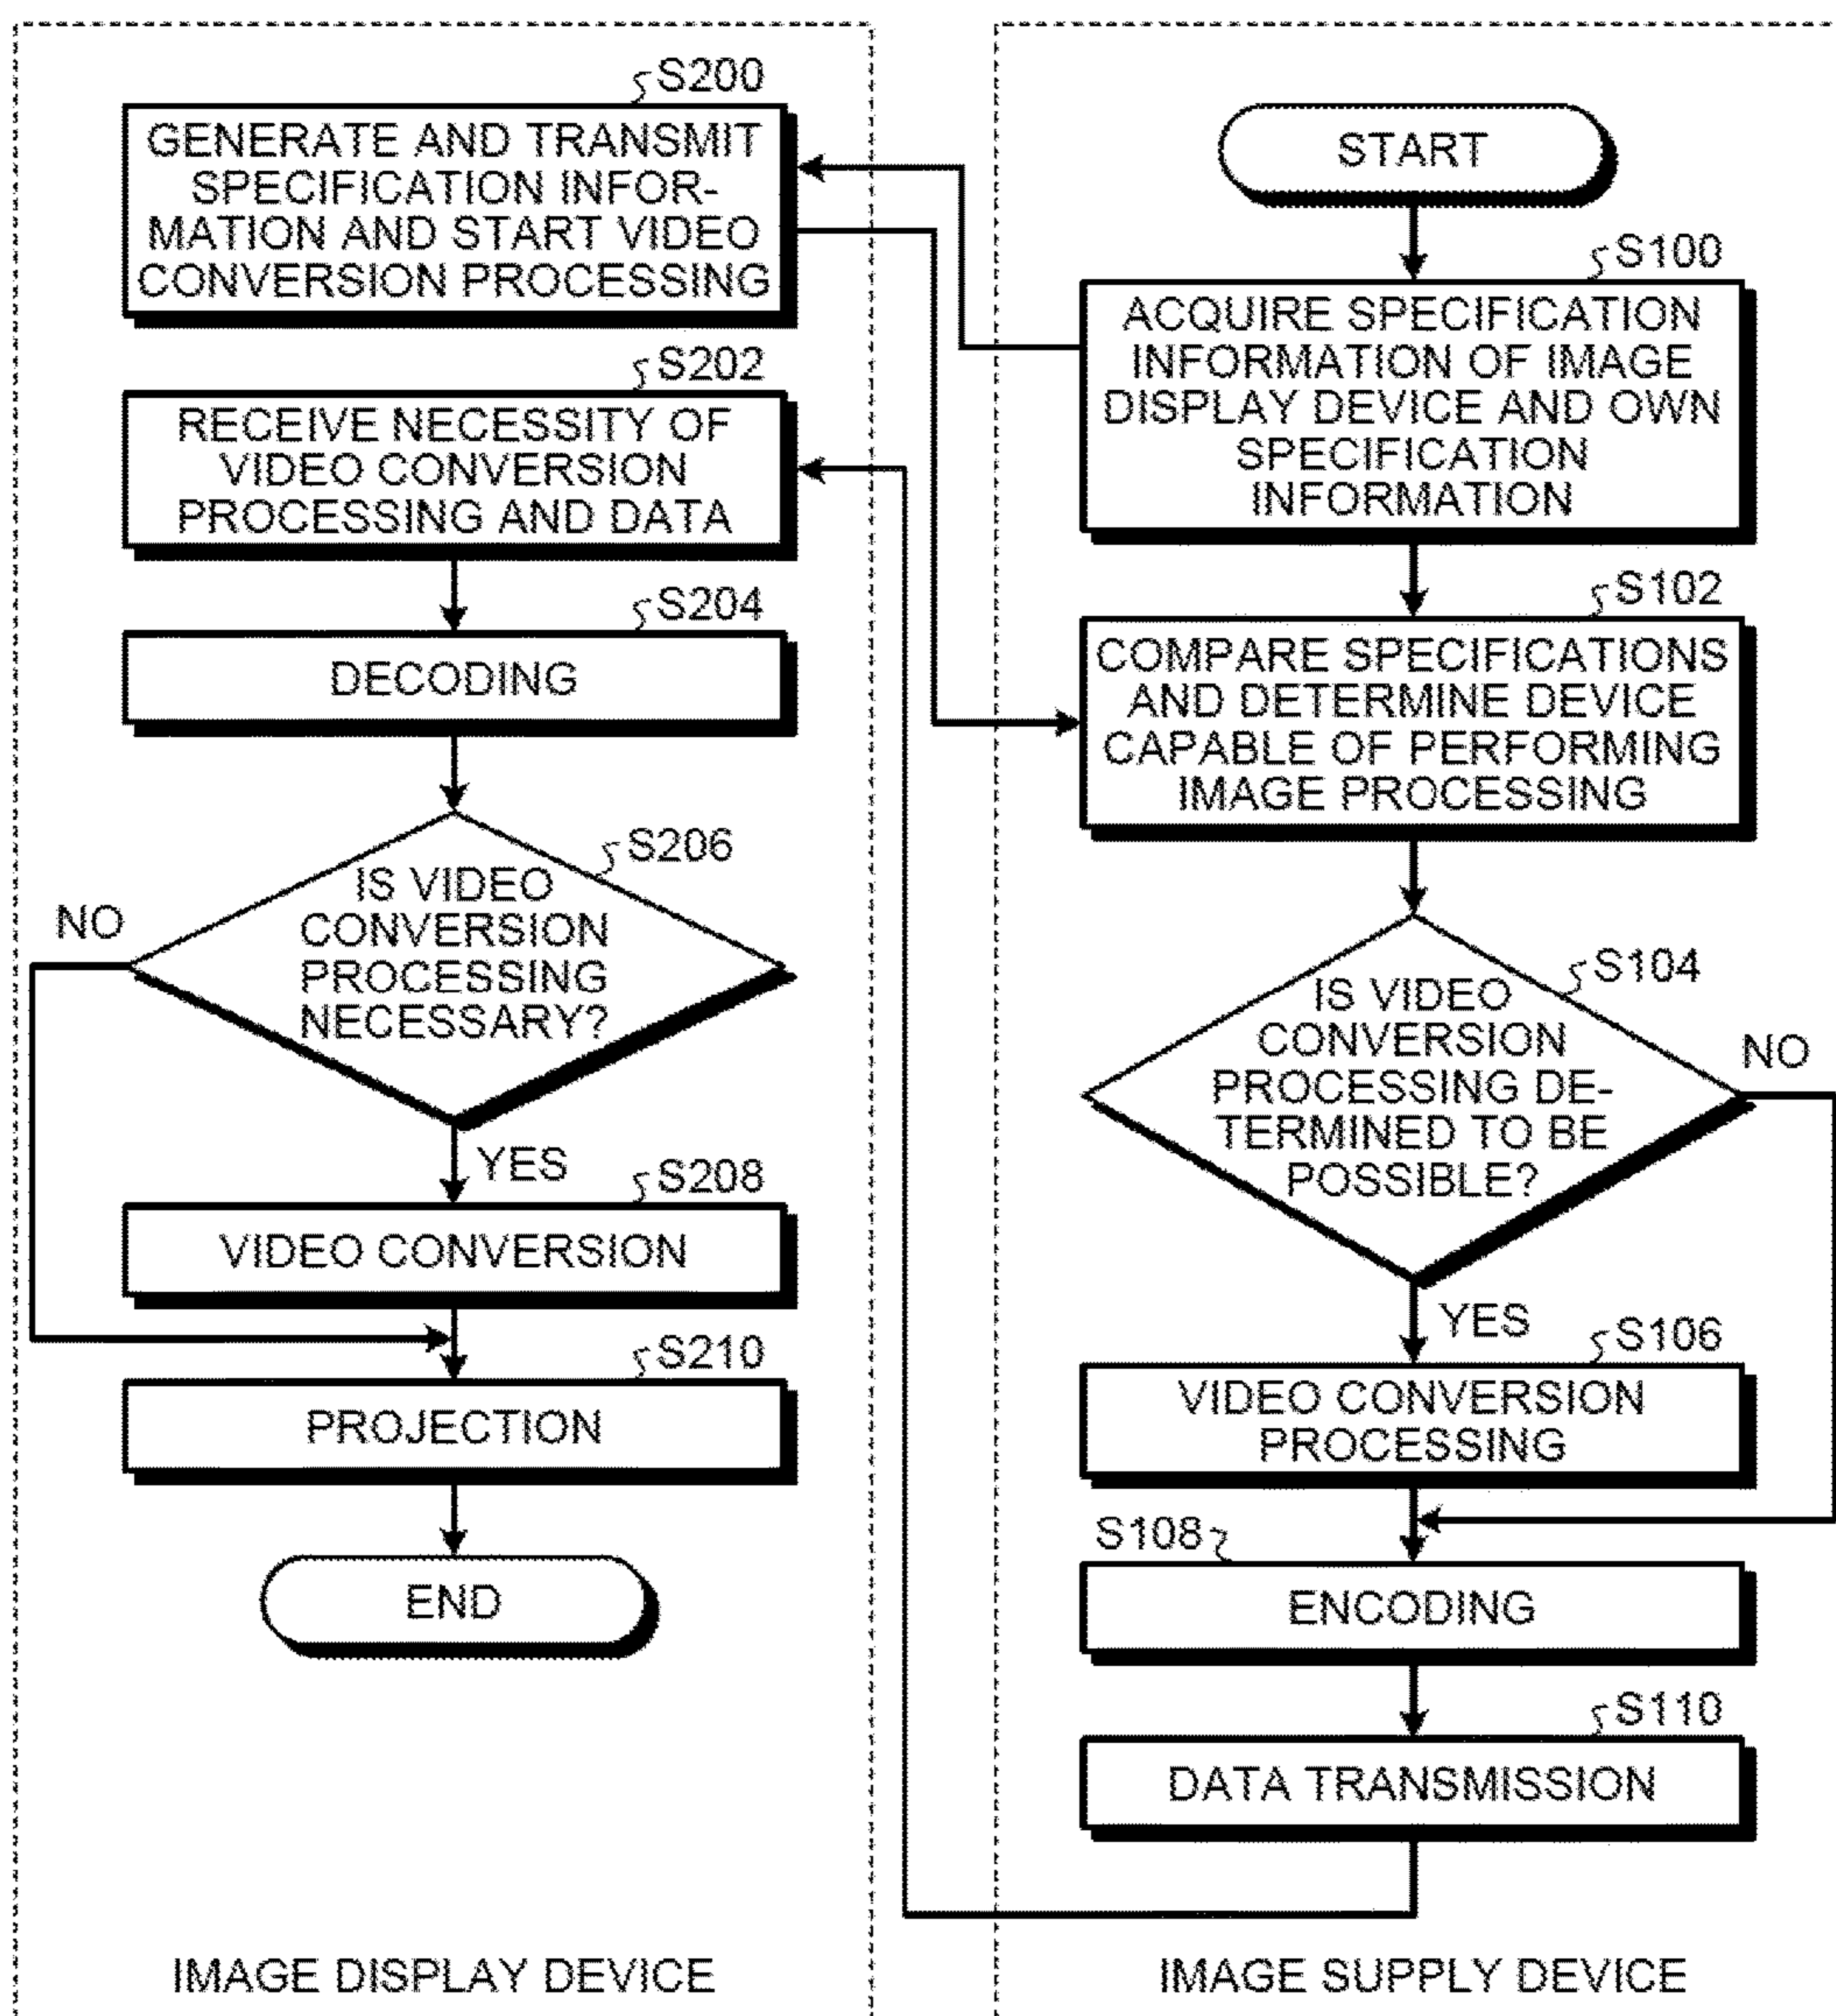 S200
GENERATE AND TRANSMIT
SPECIFICATION INFOR-
MATION AND START VIDEO
CONVERSION PROCESSING
S202
RECEIVE NECESSITY OF
VIDEO CONVERSION
PROCESSING AND DATA
S204
DECODING
S206
IS VIDEO
CONVERSION
PROCESSING
NECESSARY?
NO
YES
S208
VIDEO CONVERSION
S210
PROJECTION
END
IMAGE DISPLAY DEVICE
START
S100
ACQUIRE SPECIFICATION
INFORMATION OF IMAGE
DISPLAY DEVICE AND OWN
SPECIFICATION
INFORMATION
S102
COMPARE SPECIFICATIONS
AND DETERMINE DEVICE
CAPABLE OF PERFORMING
IMAGE PROCESSING
S104
IS VIDEO
CONVERSION
PROCESSING DE-
TERMINED TO BE
POSSIBLE?
NO
YES
S106
VIDEO CONVERSION
PROCESSING
S108
ENCODING
S110
DATA TRANSMISSION
IMAGE SUPPLY DEVICE